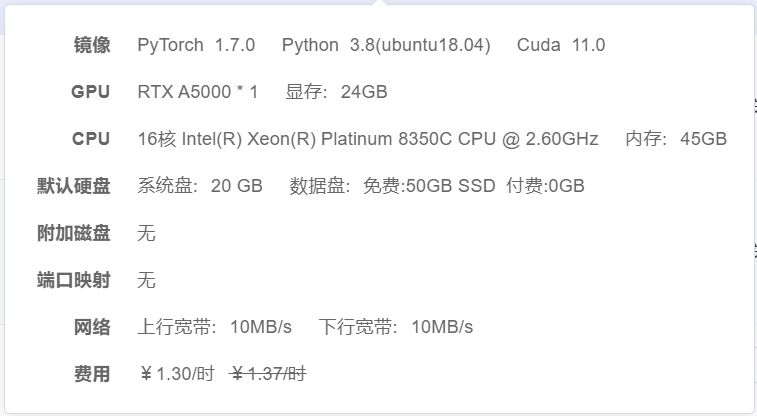 镜像 PyTorch 1.7.0 Python 3.8(ubuntu18.04) Cuda 11.0
GPU RTX A5000 * 1 显存: 24GB
CPU 16核 Intel(R) Xeon(R) Platinum 8350C CPU @ 2.60GHz 内存: 45GB
默认硬盘 系统盘: 20 GB 数据盘: 免费:50GB SSD 付费:0GB
附加磁盘 无
端口映射 无
网络 上行宽带: 10MB/s 下行宽带: 10MB/s
费用 ¥1.30/时 ¥1.37/时